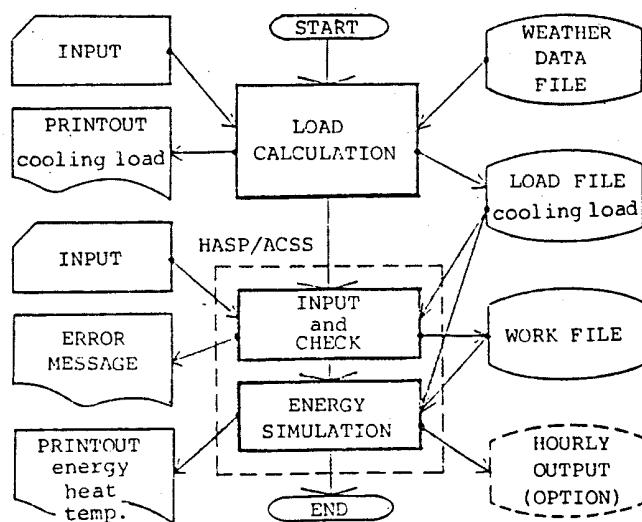 START
INPUT
WEATHER
DATA
FILE
LOAD
CALCULATION
PRINTOUT
cooling load
LOAD FILE
cooling load
HASP/ACSS
INPUT
INPUT
and
CHECK
ERROR
MESSAGE
WORK FILE
ENERGY
SIMULATION
PRINTOUT
energy
heat
temp.
HOURLY
OUTPUT
(OPTION)
END